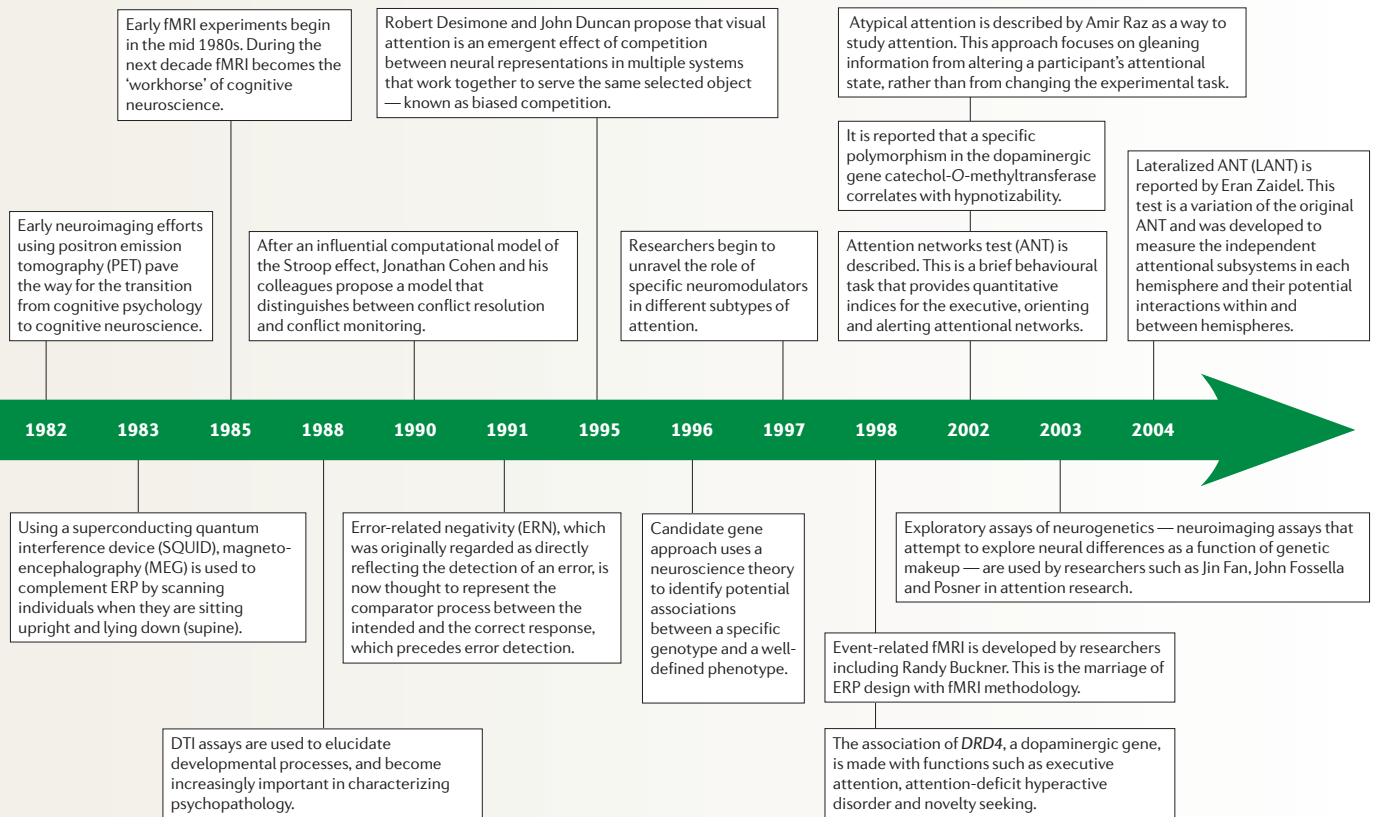 Early fMRI experiments begin
in the mid 1980s. During the
next decade fMRI becomes the
‘workhorse’ of cognitive
neuroscience.
Robert Desimone and John Duncan propose that visual
attention is an emergent effect of competition
between neural representations in multiple systems
that work together to serve the same selected object
— known as biased competition.
Atypical attention is described by Amir Raz as a way to
study attention. This approach focuses on gleaning
information from altering a participant’s attentional
state, rather than from changing the experimental task.
It is reported that a specific
polymorphism in the dopaminergic
gene catechol-O-methyltransferase
correlates with hypnotizability.
Lateralized ANT (LANT) is
reported by Eran Zaidel. This
test is a variation of the original
ANT and was developed to
measure the independent
attentional subsystems in each
hemisphere and their potential
interactions within and
between hemispheres.
Early neuroimaging efforts
using positron emission
tomography (PET) pave
the way for the transition
from cognitive psychology
to cognitive neuroscience.
After an influential computational model of
the Stroop effect, Jonathan Cohen and his
colleagues propose a model that
distinguishes between conflict resolution
and conflict monitoring.
Researchers begin to
unravel the role of
specific neuromodulators
in different subtypes of
attention.
Attention networks test (ANT) is
described. This is a brief behavioural
task that provides quantitative
indices for the executive, orienting
and alerting attentional networks.
1982 1983 1985 1988 1990 1991 1995 1996 1997 1998 2002 2003 2004
Using a superconducting quantum
interference device (SQUID), magneto-
encephalography (MEG) is used to
complement ERP by scanning
individuals when they are sitting
upright and lying down (supine).
Error-related negativity (ERN), which
was originally regarded as directly
reflecting the detection of an error, is
now thought to represent the
comparator process between the
intended and the correct response,
which precedes error detection.
Candidate gene
approach uses a
neuroscience theory
to identify potential
associations
between a specific
genotype and a well-
defined phenotype.
Exploratory assays of neurogenetics — neuroimaging assays that
attempt to explore neural differences as a function of genetic
makeup — are used by researchers such as Jin Fan, John Fossella
and Posner in attention research.
Event-related fMRI is developed by researchers
including Randy Buckner. This is the marriage of
ERP design with fMRI methodology.
DTI assays are used to elucidate
developmental processes, and become
increasingly important in characterizing
psychopathology.
The association of DRD4, a dopaminergic gene,
is made with functions such as executive
attention, attention-deficit hyperactive
disorder and novelty seeking.